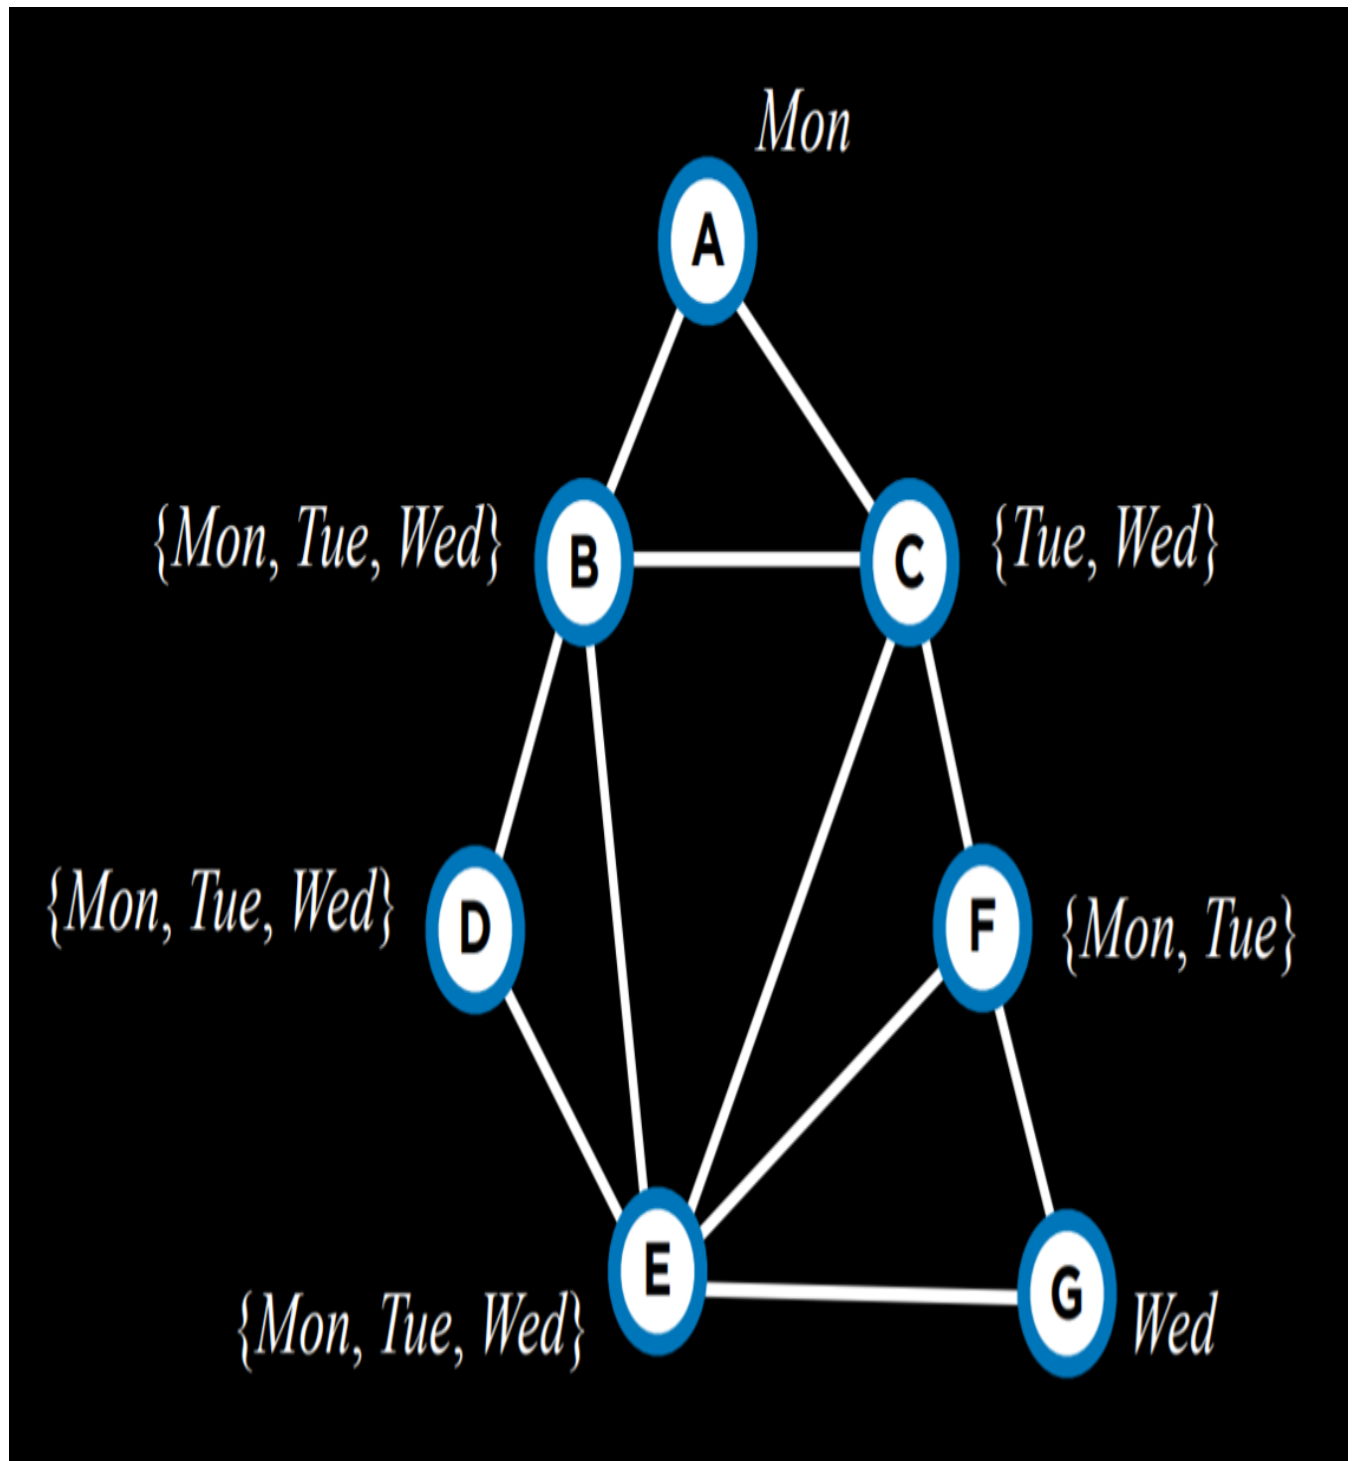 Mon
A
{Mon, Tue, Wed} B C {Tue, Wed}
{Mon, Tue, Wed} D F {Mon, Tue}
E G
{Mon, Tue, Wed} Wed